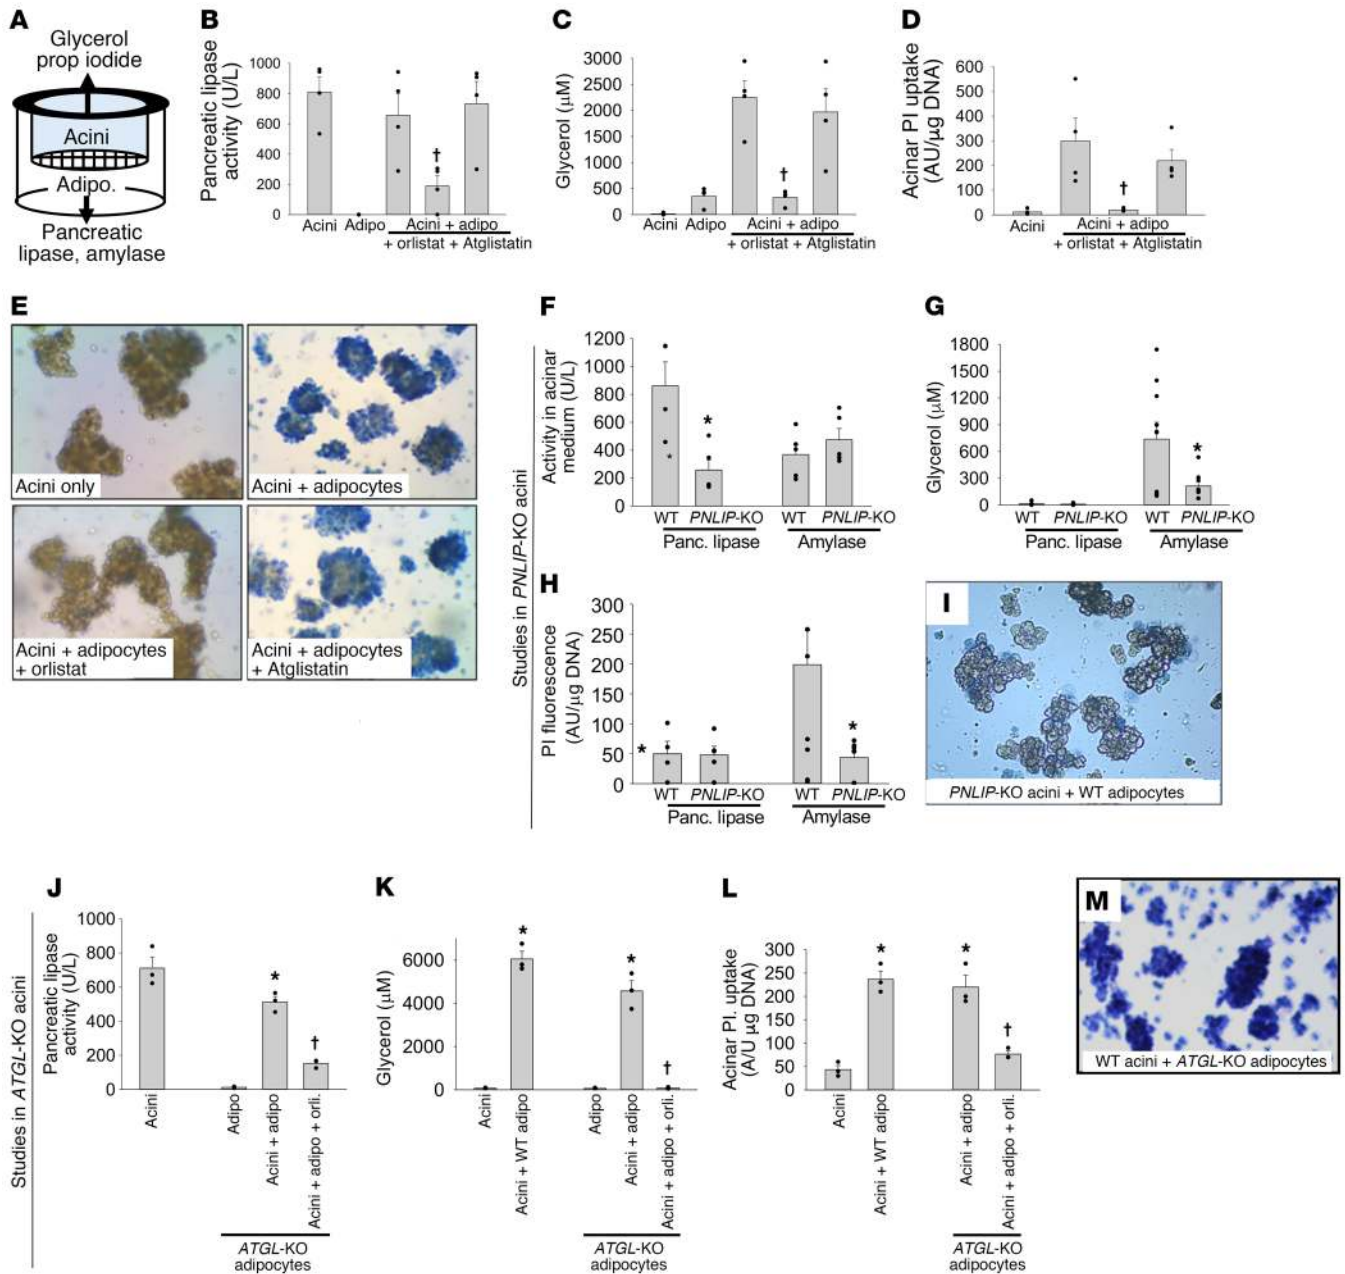 A
Glycerol
prop iodide
Acini
Adipo.
Pancreatic
lipase, amylase
B
Pancreatic lipase
activity (U/L)
1000
800
600
400
200
0
†
Acini
Adipo
Acini + adipo
+ orlistat + Atglistatin
C
Glycerol (μM)
3000
2500
2000
1500
1000
500
0
†
Acini
Adipo
Acini + adipo
+ orlistat + Atglistatin
D
Acinar PI uptake
(AU/μg DNA)
600
500
400
300
200
100
0
†
Acini
Acini + adipo
+ orlistat + Atglistatin
E
Acini only
Acini + adipocytes
Acini + adipocytes
+ orlistat
Acini + adipocytes
+ Atglistatin
Studies in PNLIP-KO acini
F
Activity in acinar
medium (U/L)
1200
1000
800
600
400
200
0
*
*
WT
PNLIP-KO
WT
PNLIP-KO
Panc. lipase
Amylase
G
Glycerol (μM)
1800
1500
1200
900
600
300
0
*
WT
PNLIP-KO
WT
PNLIP-KO
Panc. lipase
Amylase
H
PI fluorescence
(AU/μg DNA)
300
250
200
150
100
50
0
*
*
WT
PNLIP-KO
WT
PNLIP-KO
Panc. lipase
Amylase
I
PNLIP-KO acini + WT adipocytes
Studies in ATGL-KO acini
J
Pancreatic lipase
activity (U/L)
1000
800
600
400
200
0
*
†
Acini
Adipo
Acini + adipo
Acini + adipo + orli.
ATGL-KO
adipocytes
K
Glycerol (μM)
6000
4000
2000
0
*
*
†
Acini
Acini + WT adipo
Adipo
Acini + adipo
Acini + adipo + orli.
ATGL-KO
adipocytes
L
Acinar PI. uptake
(A/U μg DNA)
300
250
200
150
100
50
0
*
*
†
Acini
Acini + WT adipo
Acini + adipo
Acini + adipo + orli.
ATGL-KO
adipocytes
M
WT acini + ATGL-KO adipocytes